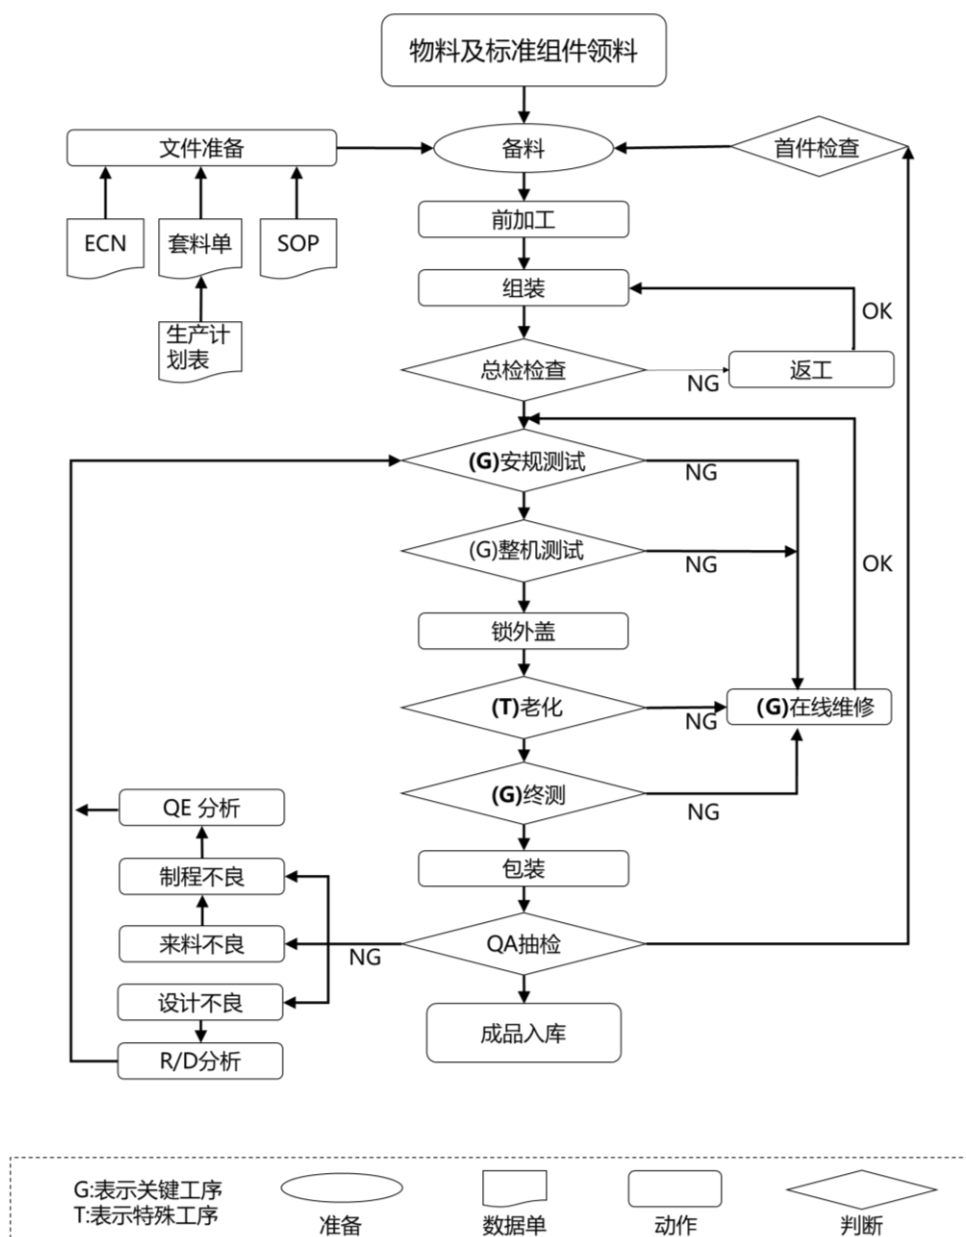 物料及标准组件领料
文件准备
备料
首件检查
ECN
套料单
SOP
前加工
组装
OK
生产计
划表
总检检查
NG
返工
(G)安规测试
NG
(G)整机测试
NG
OK
锁外盖
(T)老化
NG
(G)在线维修
(G)终测
NG
QE 分析
包装
制程不良
来料不良
NG
QA抽检
设计不良
成品入库
R/D分析
G:表示关键工序
T:表示特殊工序
准备
数据单
动作
判断